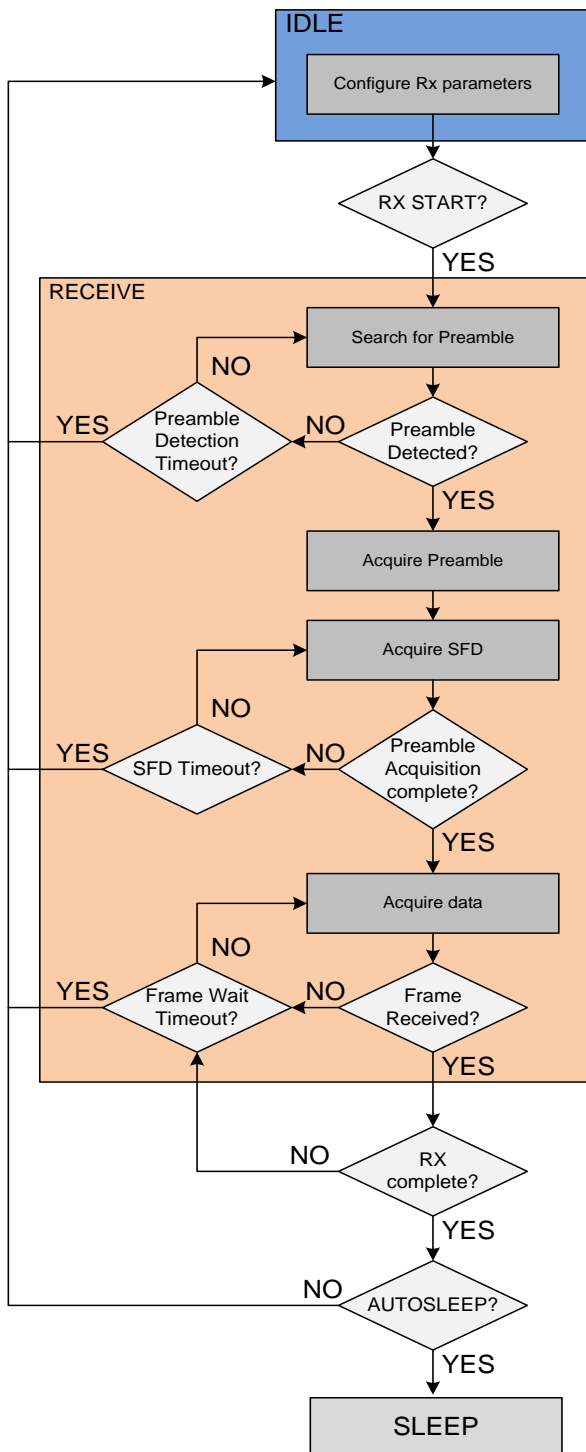 IDLE
Configure Rx parameters
RX START?
YES
RECEIVE
Search for Preamble
NO
YES
Preamble
Detection
Timeout?
NO
Preamble
Detected?
YES
Acquire Preamble
Acquire SFD
NO
YES
SFD Timeout?
NO
Preamble
Acquisition
complete?
YES
Acquire data
NO
YES
Frame Wait
Timeout?
NO
Frame
Received?
YES
NO
RX
complete?
YES
NO
AUTOSLEEP?
YES
SLEEP